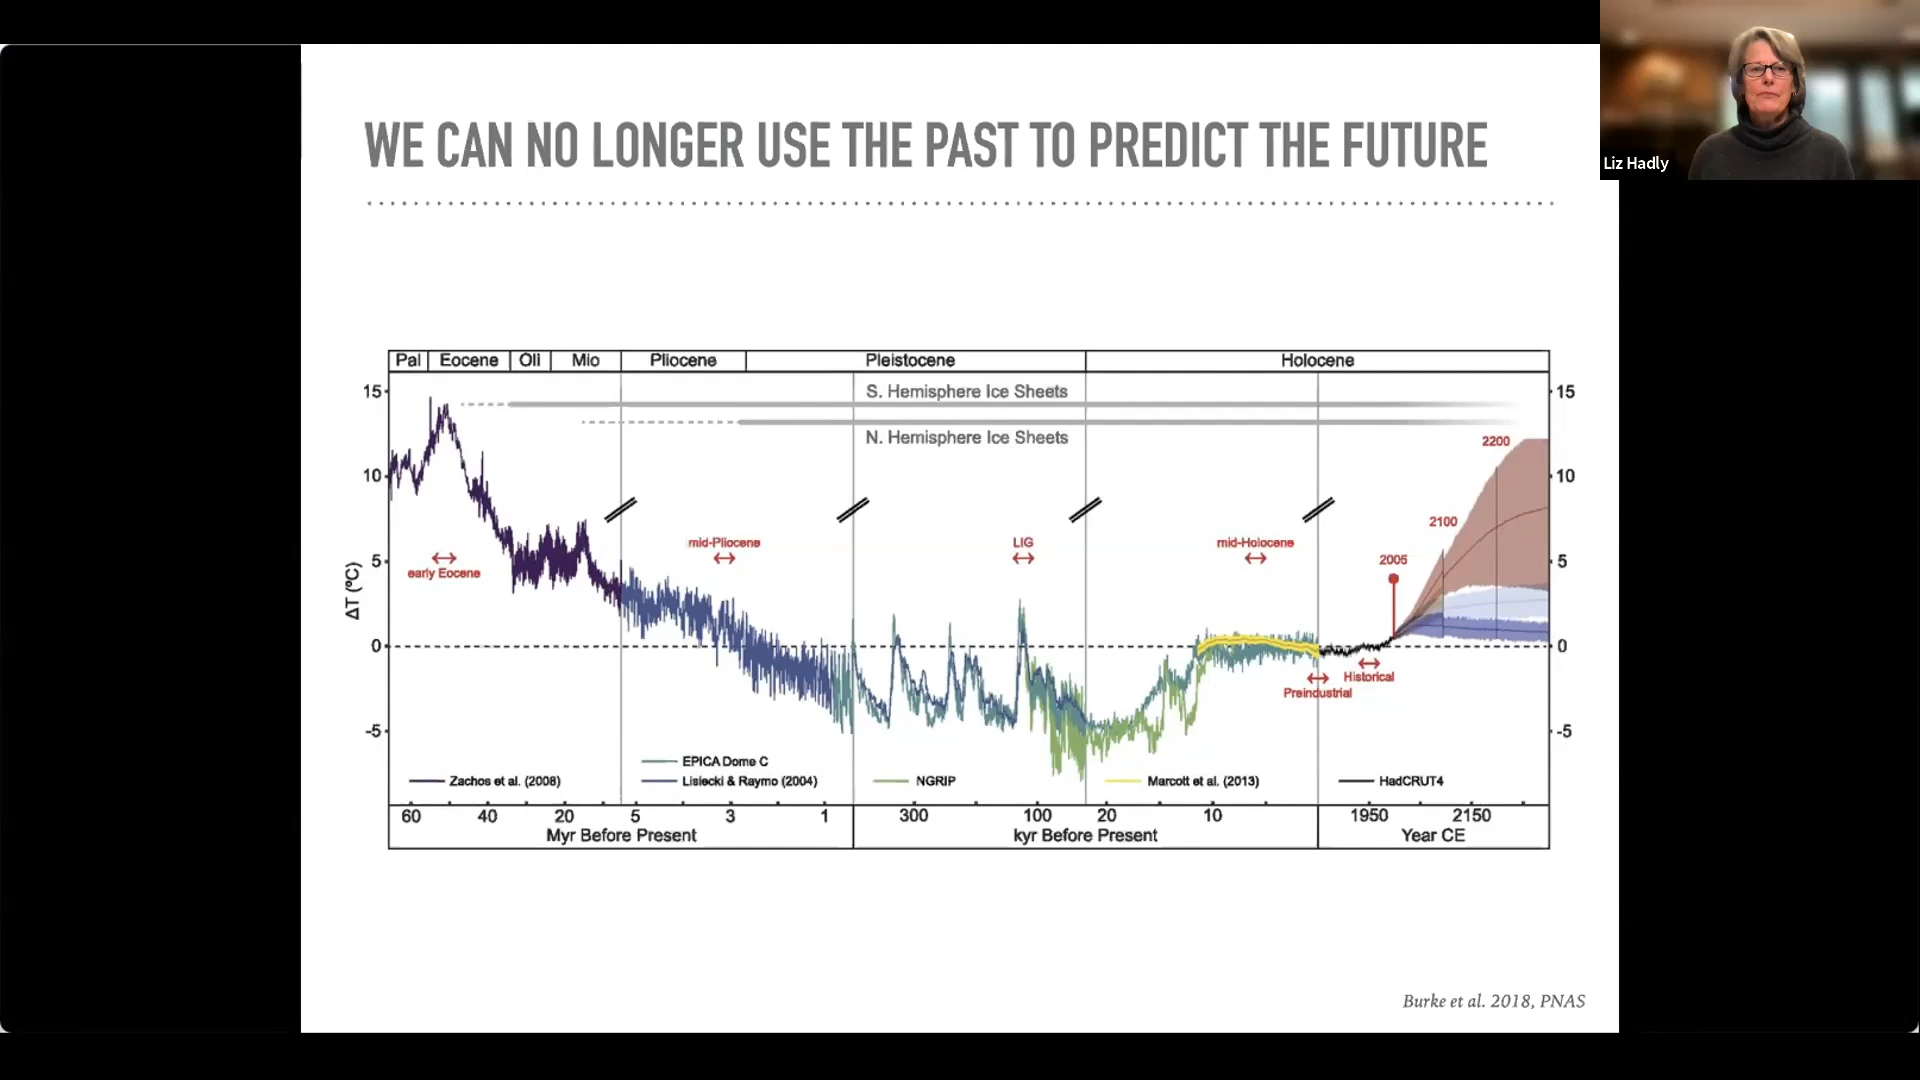 WE CAN NO LONGER USE THE PAST TO PREDICT THE FUTURE
Liz Hadly
Pal Eocene Oli Mio Pliocene Pleistocene Holocene
S. Hemisphere Ice Sheets
N. Hemisphere Ice Sheets
15 15
10 10
5 5
0 0
-5 -5
ΔT (°C)
2200
2100
2005
mid-Pliocene LIG mid-Holocene
early Eocene
Historical
Preindustrial
EPICA Dome C
Zachos et al. (2008) Lisiecki & Raymo (2004) NGRIP Marcott et al. (2013) HadCRUT4
60 40 20 5 3 1 300 100 20 10 1950 2150
Myr Before Present kyr Before Present Year CE
Burke et al. 2018, PNAS